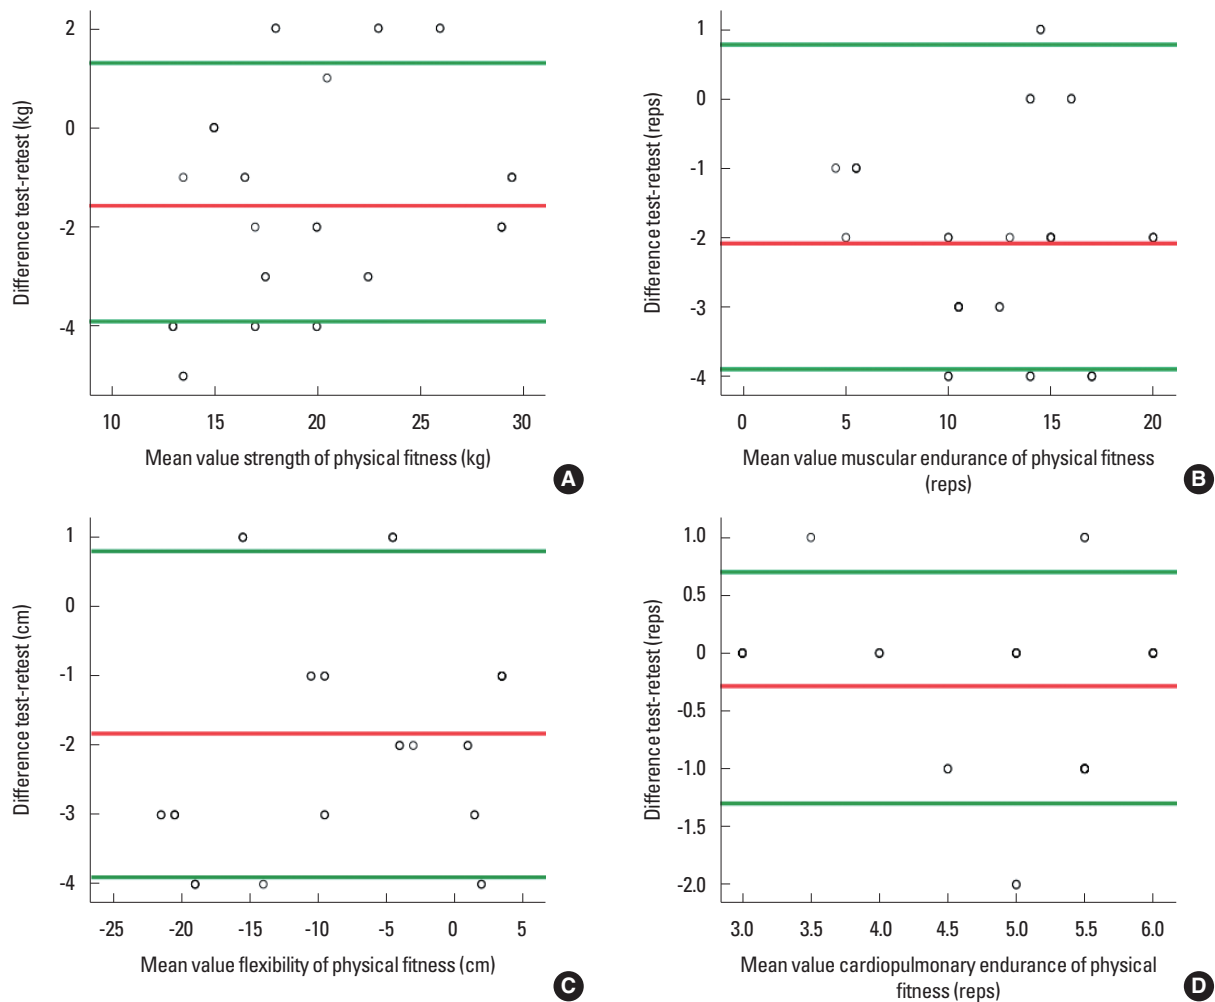 2
0
-2
-4
Difference test-retest (kg)
10 15 20 25 30
Mean value strength of physical fitness (kg)
A
1
0
-1
-2
-3
-4
Difference test-retest (reps)
0 5 10 15 20
Mean value muscular endurance of physical fitness
(reps)
B
1
0
-1
-2
-3
-4
Difference test-retest (cm)
-25 -20 -15 -10 -5 0 5
Mean value flexibility of physical fitness (cm)
C
1.0
0.5
0
-0.5
-1.0
-1.5
-2.0
Difference test-retest (reps)
3.0 3.5 4.0 4.5 5.0 5.5 6.0
Mean value cardiopulmonary endurance of physical
fitness (reps)
D